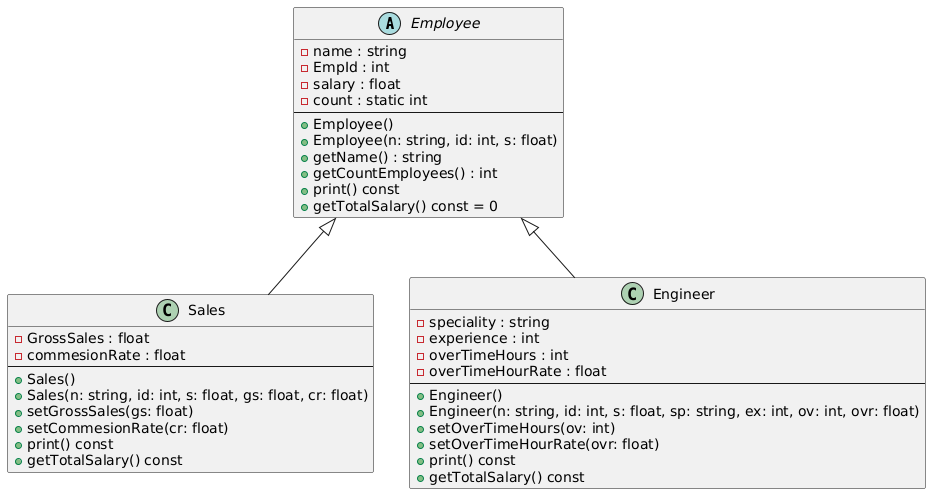 A Employee
name : string
EmpId : int
salary : float
count : static int
Employee()
Employee(n: string, id: int, s: float)
getName() : string
getCountEmployees() : int
print() const
getTotalSalary() const = 0
C Sales
GrossSales : float
commesionRate : float
Sales()
Sales(n: string, id: int, s: float, gs: float, cr: float)
setGrossSales(gs: float)
setCommesionRate(cr: float)
print() const
getTotalSalary() const
C Engineer
speciality : string
experience : int
overTimeHours : int
overTimeHourRate : float
Engineer()
Engineer(n: string, id: int, s: float, sp: string, ex: int, ov: int, ovr: float)
setOverTimeHours(ov: int)
setOverTimeHourRate(ovr: float)
print() const
getTotalSalary() const